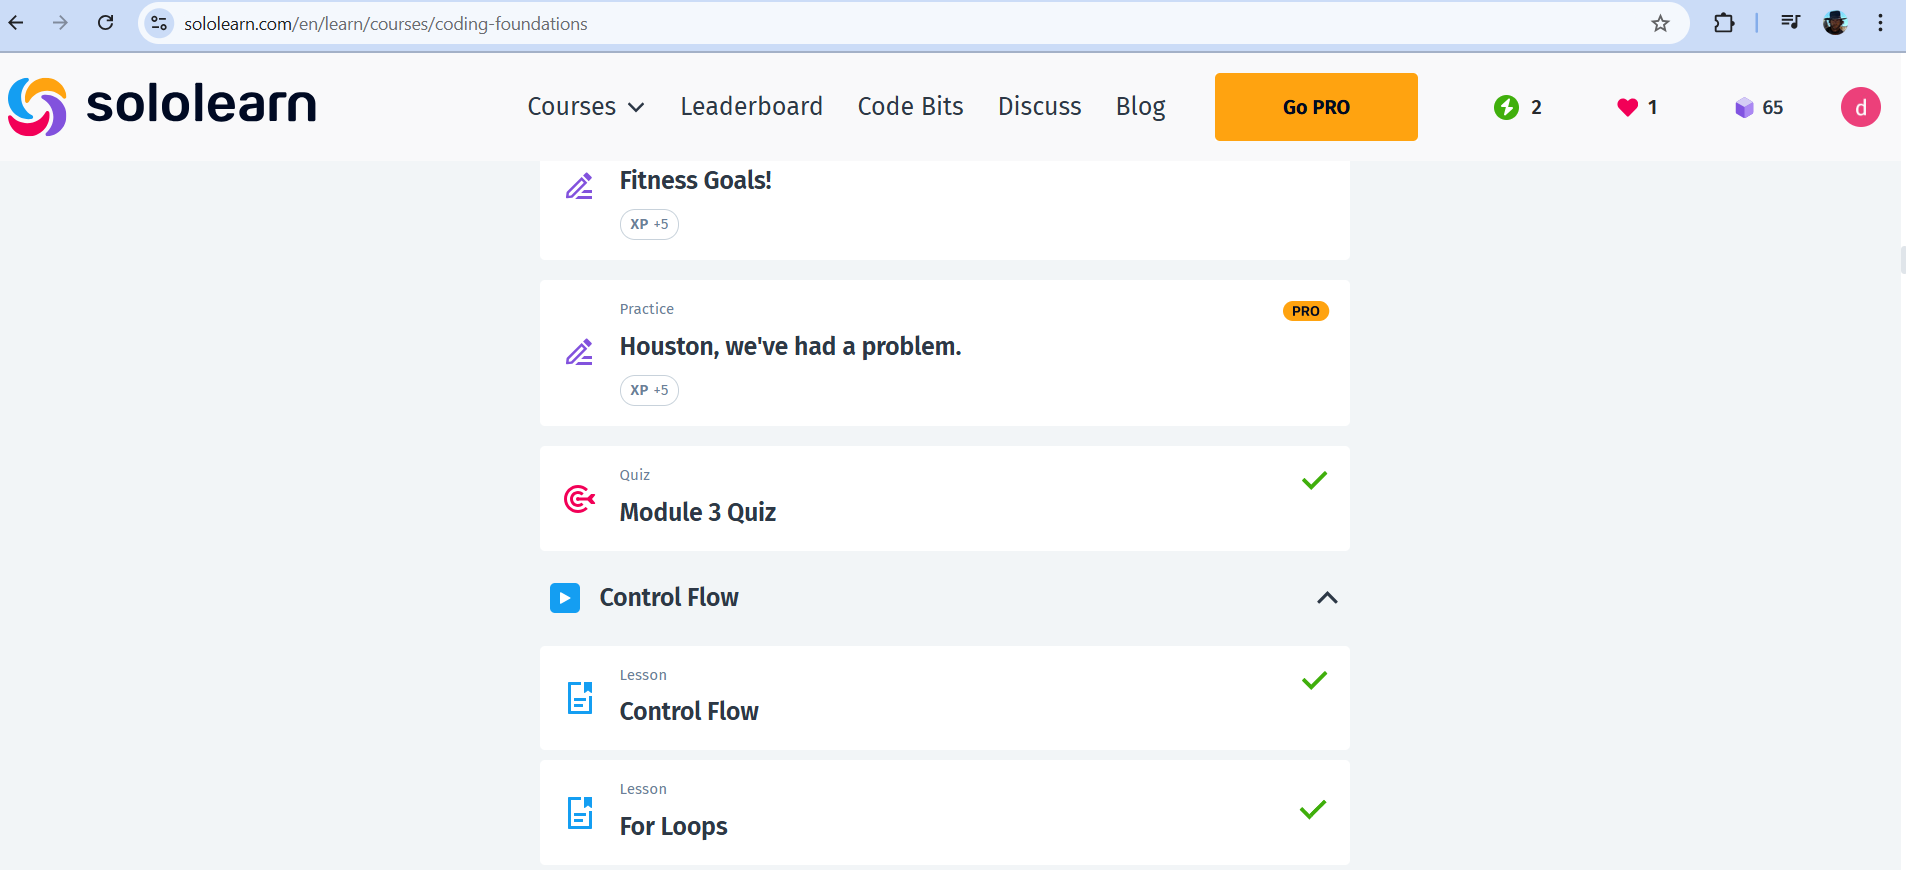 sololearn.com/en/learn/courses/coding-foundations
sololearn
Courses Leaderboard Code Bits Discuss Blog Go PRO 2 1 65 d
Fitness Goals!
XP +5
Practice PRO
Houston, we've had a problem.
XP +5
Quiz
Module 3 Quiz
Control Flow
Lesson
Control Flow
Lesson
For Loops